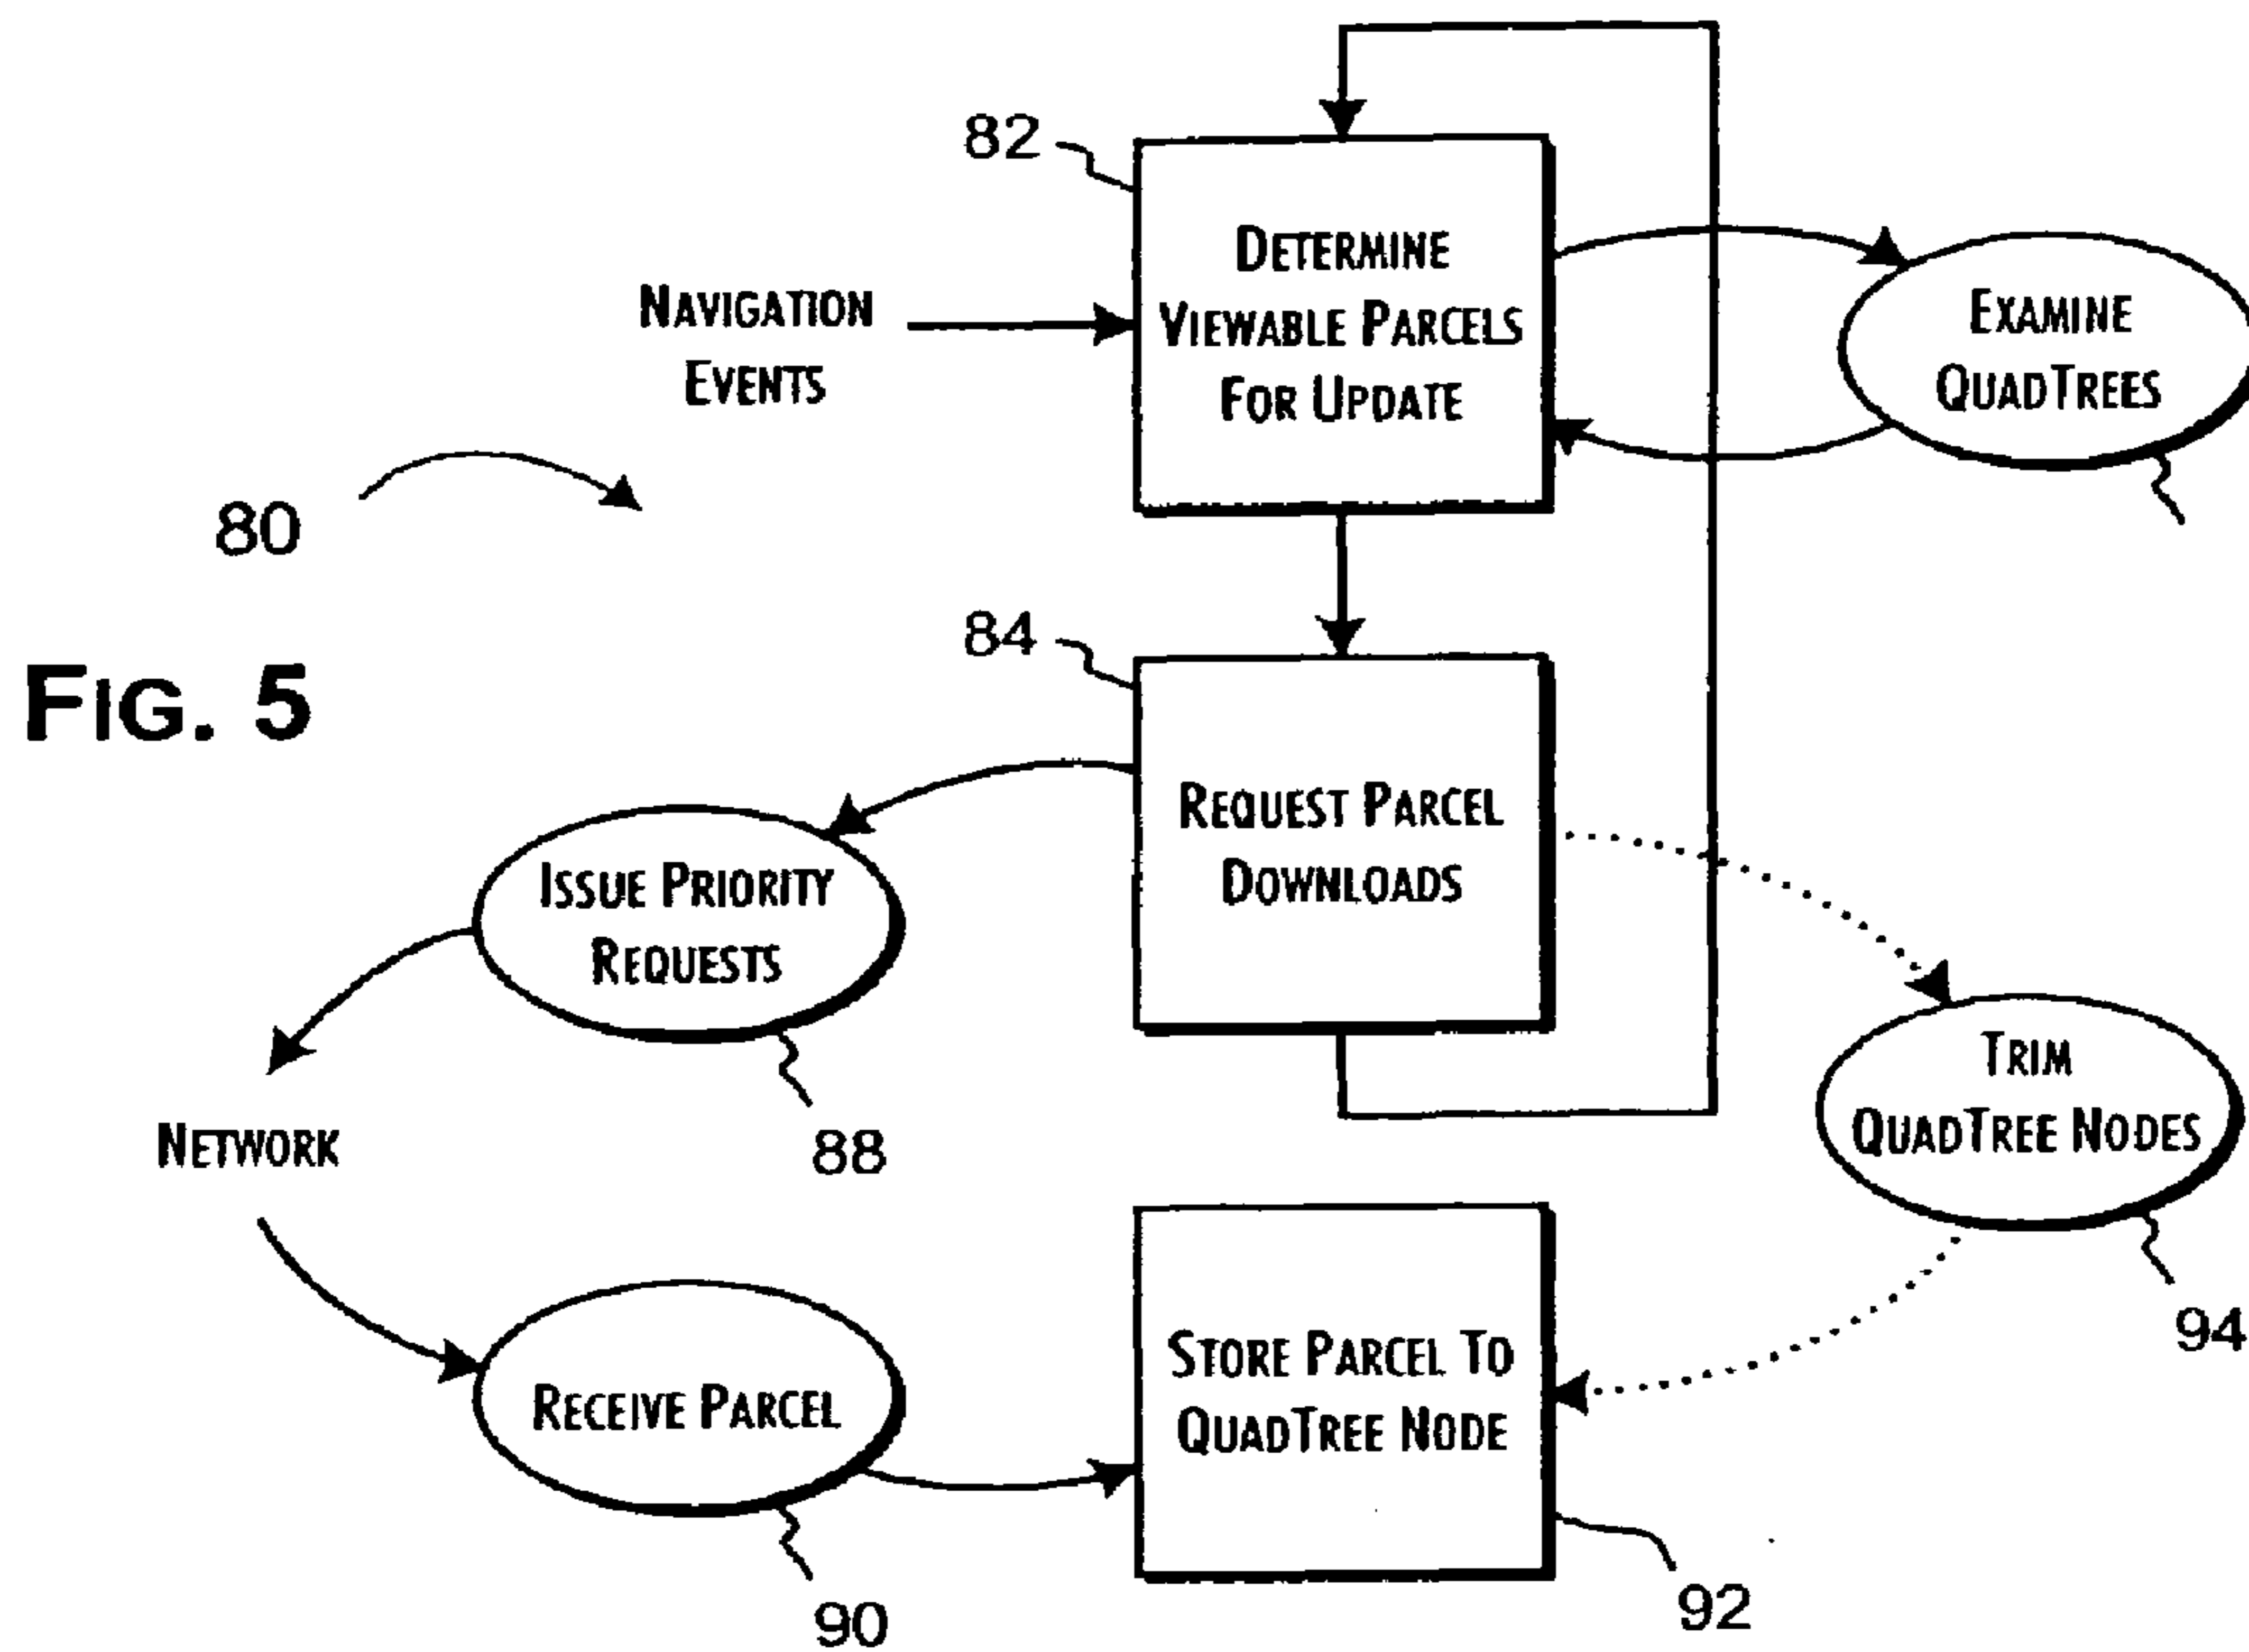 82
DETERMINE
VIEWABLE PARCELS
FOR UPDATE
NAVIGATION
EVENTS
EXAMINE
QUADTREES
80
84
FIG. 5
REQUEST PARCEL
DOWNLOADS
ISSUE PRIORITY
REQUESTS
TRIM
QUADTREE NODES
NETWORK
88
94
STORE PARCEL TO
QUADTREE NODE
RECEIVE PARCEL
92
90